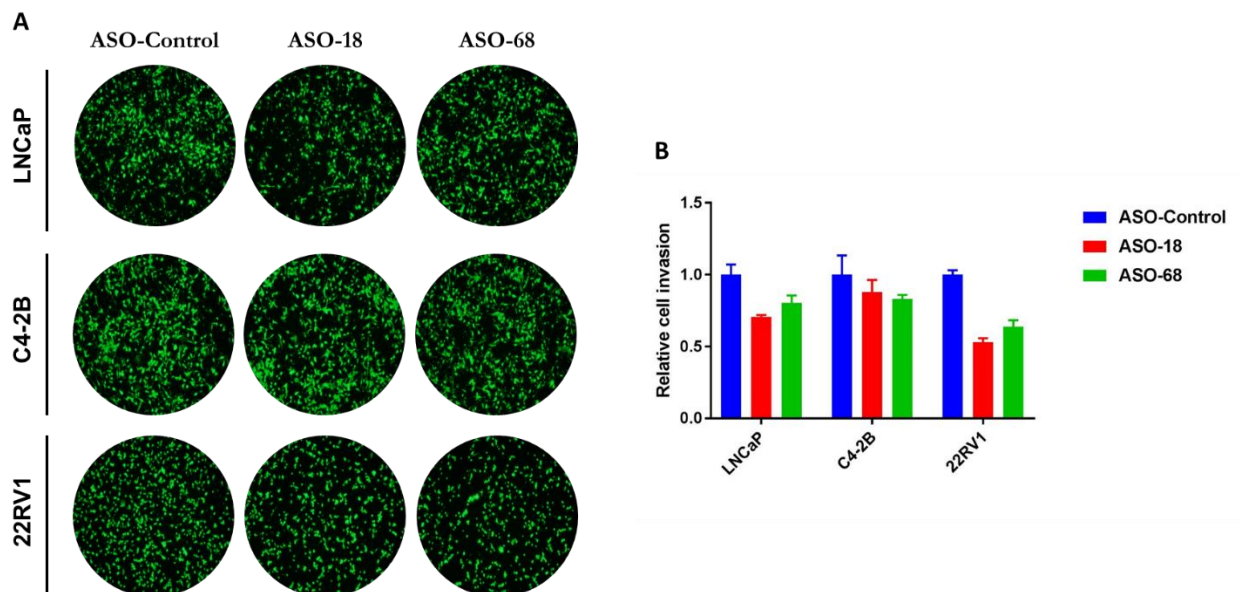 A
ASO-Control ASO-18 ASO-68
LNCaP
C4-2B
22RV1
B
1.5
1.0
0.5
0.0
Relative cell invasion
LNCaP
C4-2B
22RV1
ASO-Control
ASO-18
ASO-68